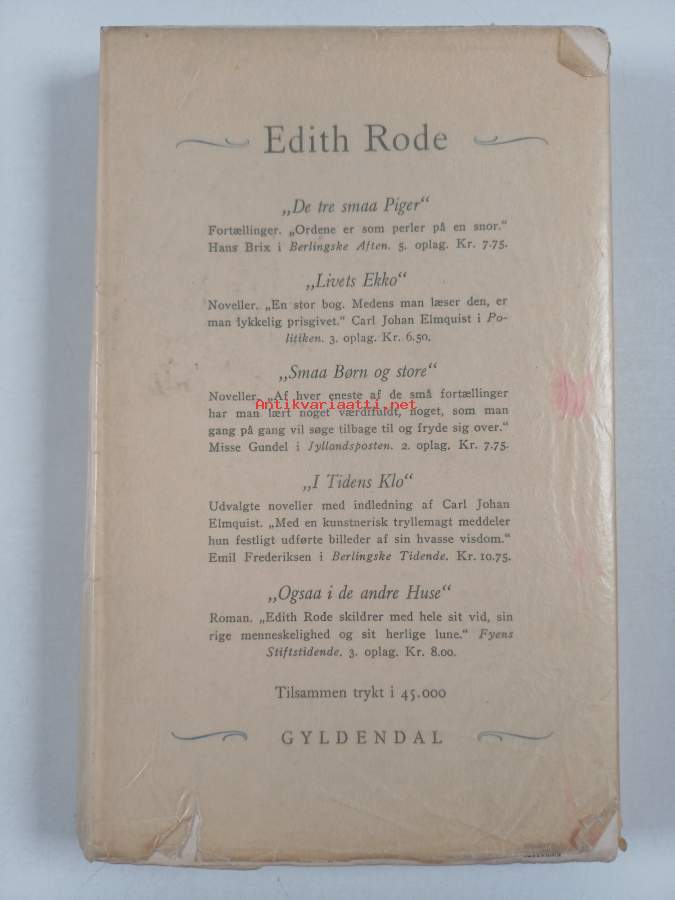 Edith Rode
„De tre smaa Piger“
Fortællinger. „Ordene er som perler på en snor.“
Hans Brix i Berlingske Aften. 5. oplag. Kr. 7.75.
„Livets Ekko“
Noveller. „En stor bog. Medens man læser den, er
man lykkelig prisgivet.“ Carl Johan Elmquist i Po-
litiken. 3. oplag. Kr. 6.50.
„Smaa Børn og store“
Noveller. „Af hver eneste af de små fortællinger
Antikvariaatti.net
har man lært noget værdifuldt, noget, som man
gang på gang vil søge tilbage til og fryde sig over.“
Misse Gundel i Jyllandsposten. 2. oplag. Kr. 7.75.
„I Tidens Klo“
Udvalgte noveller med indledning af Carl Johan
Elmquist. „Med en kunstnerisk tryllemagt meddeler
hun festligt udførte billeder af sin hvasse visdom.“
Emil Frederiksen i Berlingske Tidende. Kr. 10.75.
„Ogsaa i de andre Huse“
Roman. „Edith Rode skildrer med hele sit vid, sin
rige menneskelighed og sit herlige lune.“ Fyens
Stiftstidende. 3. oplag. Kr. 8.00.
Tilsammen trykt i 45.000
GYLDENDAL